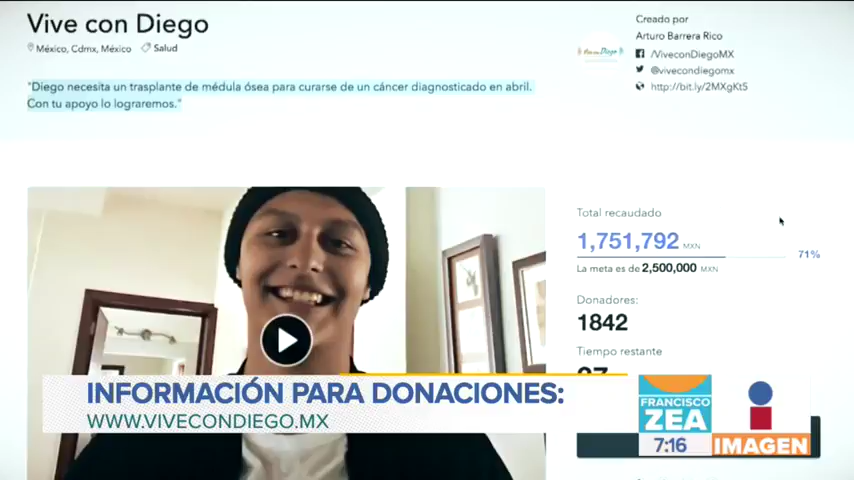 Vive con Diego
México, Cdmx, México
Salud
"Diego necesita un trasplante de médula ósea para curarse de un cáncer diagnosticado en abril.
Con tu apoyo lo lograremos."
Creado por
Arturo Barrera Rico
/ViveconDiegoMX
@vivecondiegomx
http://bit.ly/2MXgKt5
Total recaudado
1,751,792 MXN
71%
La meta es de 2,500,000 MXN
Donadores:
1842
Tiempo restante
INFORMACIÓN PARA DONACIONES:
WWW.VIVECONDIEGO.MX
FRANCISCO
ZEA
7:16
IMAGEN